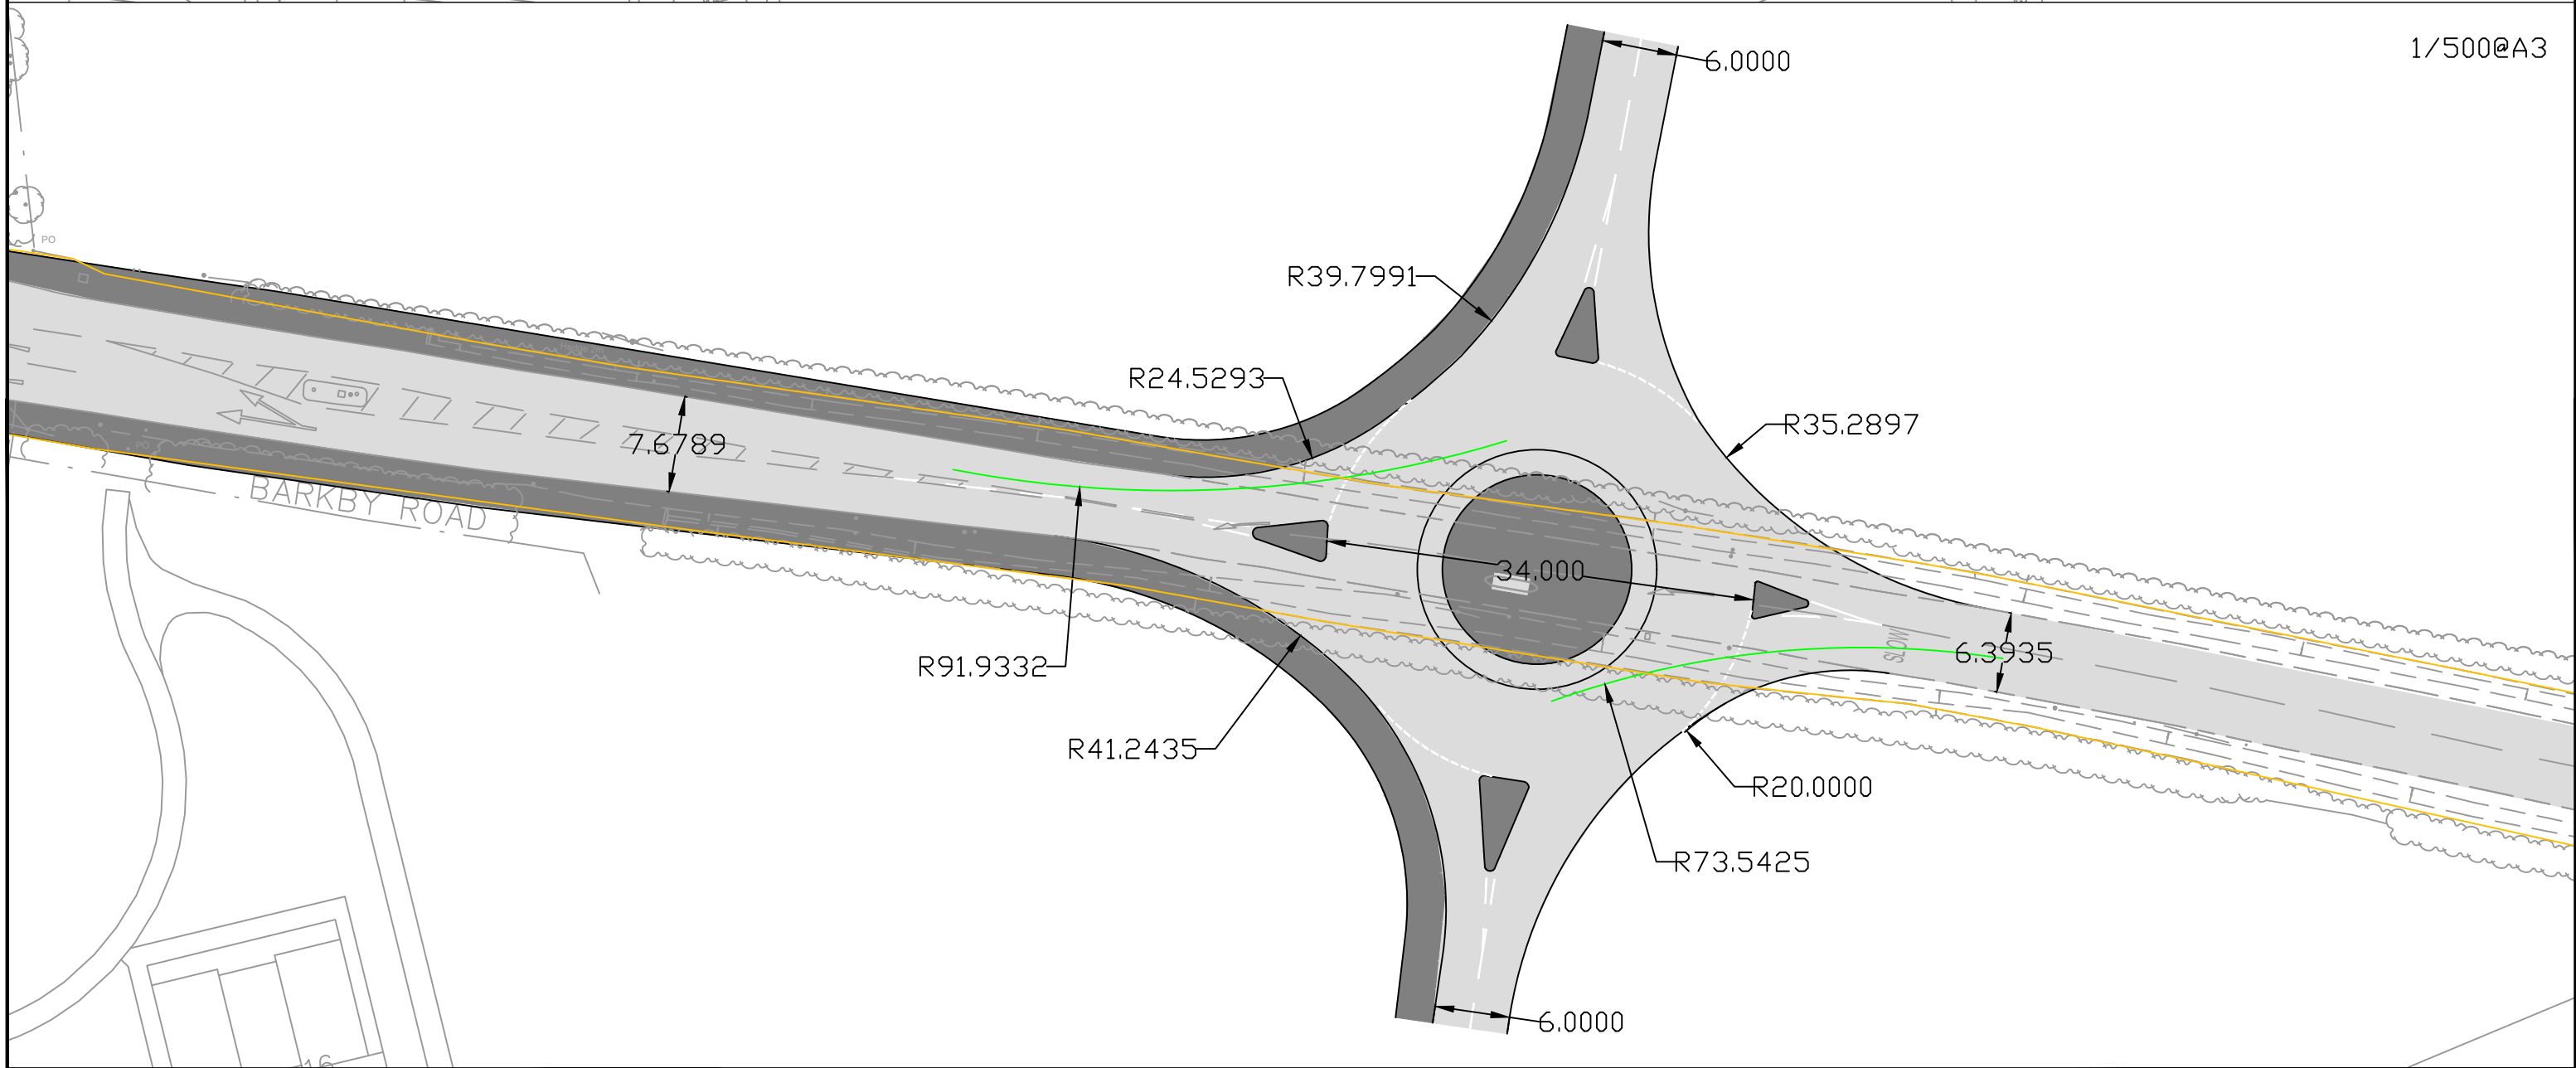 1/500@A3
6.0000
PO
R39.7991
R24.5293
R35.2897
7.6789
PO
BARKBY ROAD
34.000
SLOW
6.3935
R91.9332
R41.2435
R20.0000
R73.5425
6.0000
16